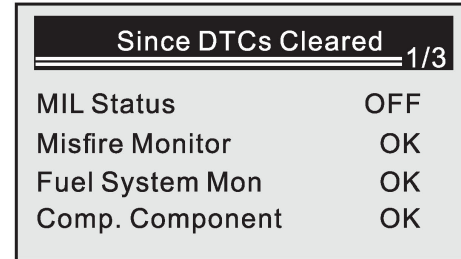 Since DTCs Cleared
1/3
MIL Status OFF
Misfire Monitor OK
Fuel System Mon OK
Comp. Component OK